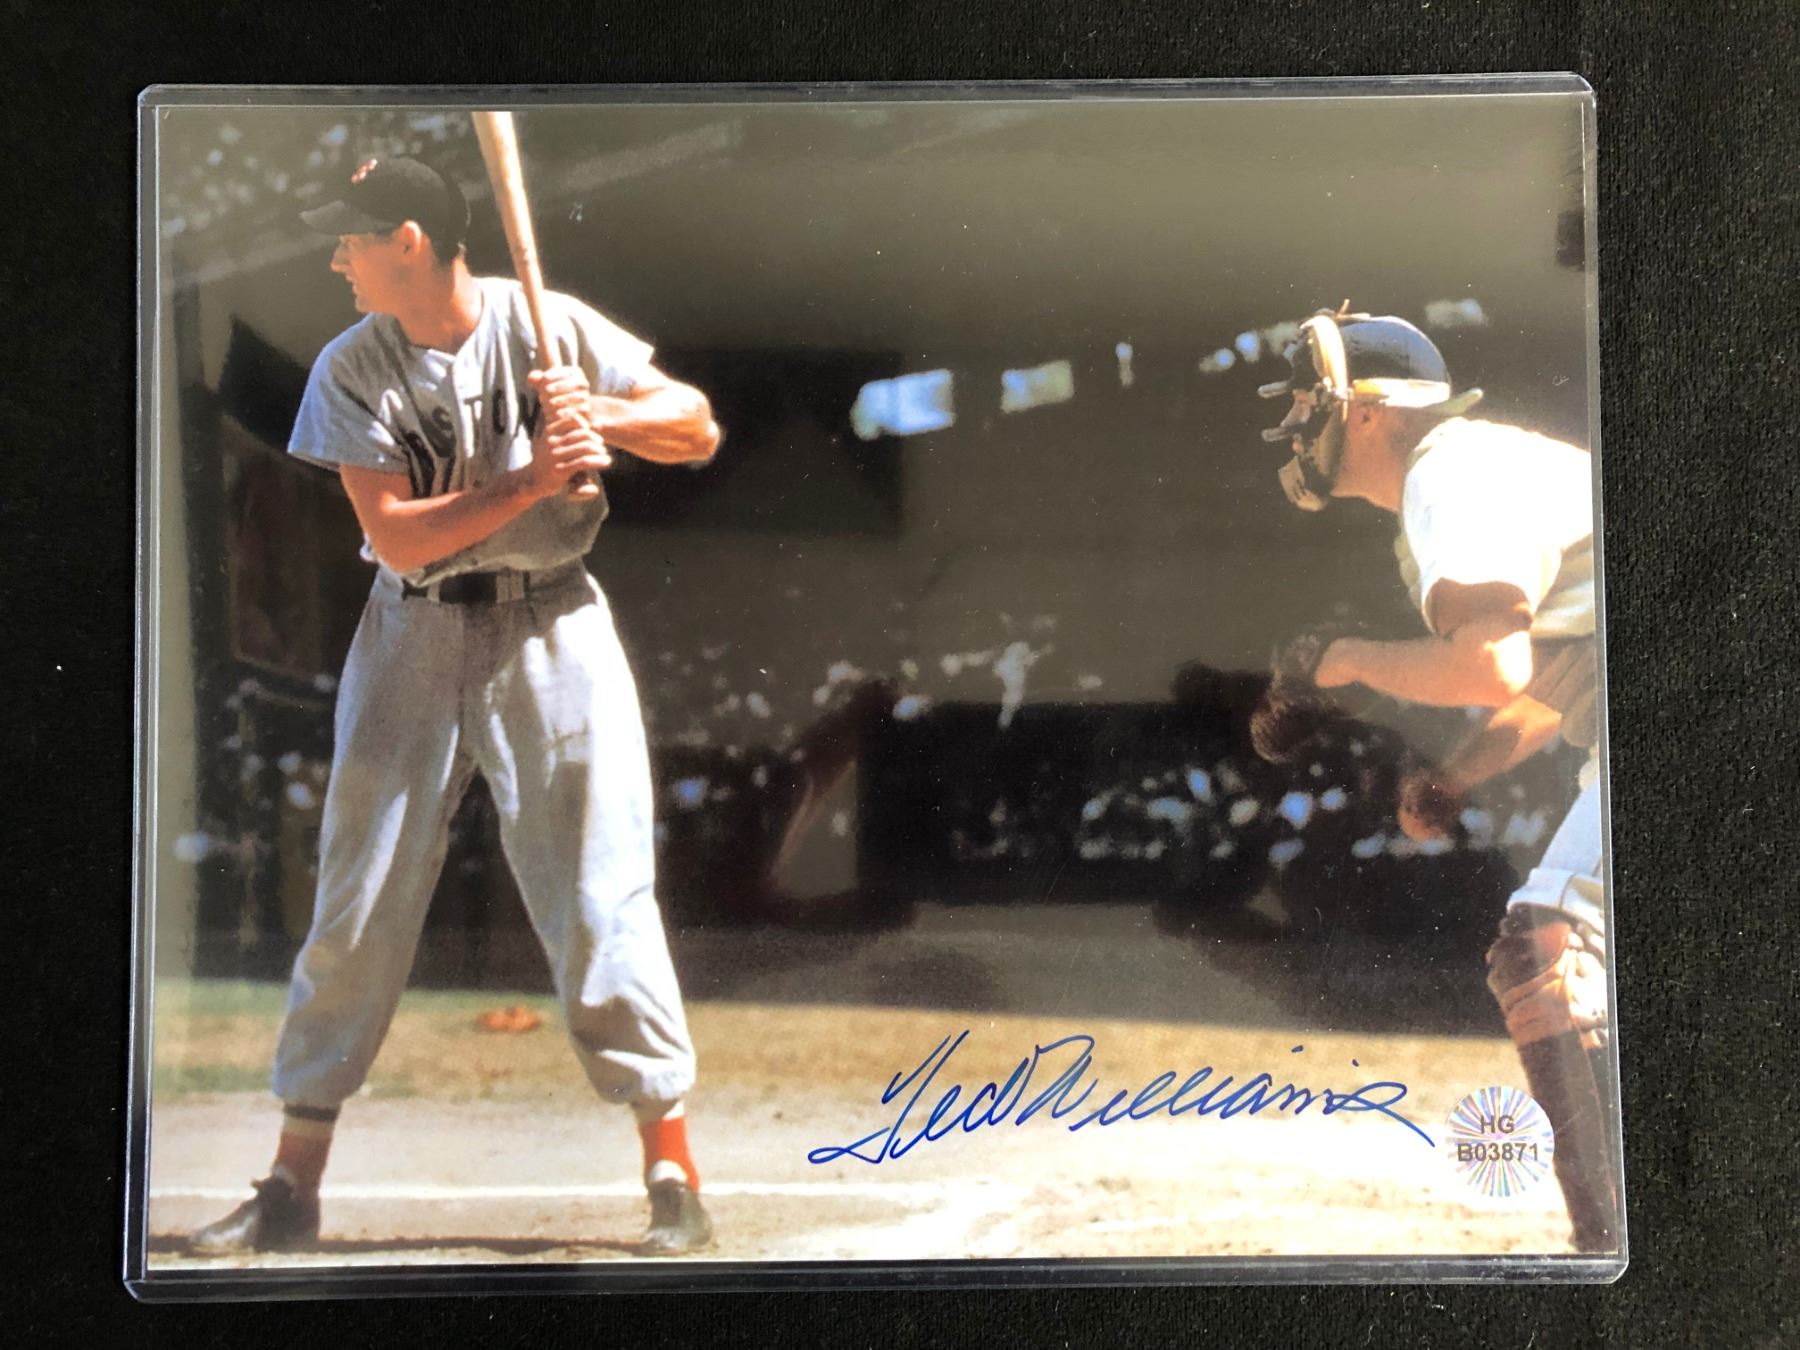 BOSTON
Ted Williams
HG
B03871